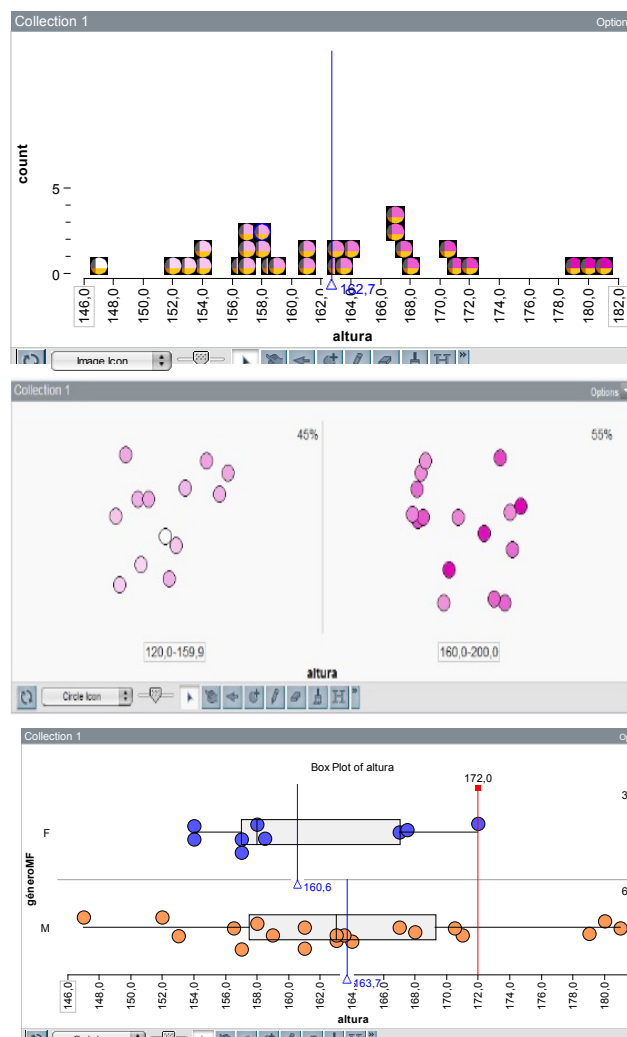 Collection 1 Option
count
5
0
162,7
146,0 148,0 150,0 152,0 154,0 156,0 158,0 160,0 162, 164, 166,0 168,0 170,0 172,0 174,0 176,0 178,0 180,0 182,0
altura
Image Icon
Collection 1 Options
45% 55%
120,0-159,9 160,0-200,0
altura
Circle Icon
Collection 1
Box Plot of altura
172,0
3
F
160,6
géneroMF
6
M
163,7
146,0 148,0 150,0 152,0 154,0 156,0 158,0 160,0 162,0 164, 166,0 168,0 170,0 172,0 174,0 176,0 178,0 180,0
altura